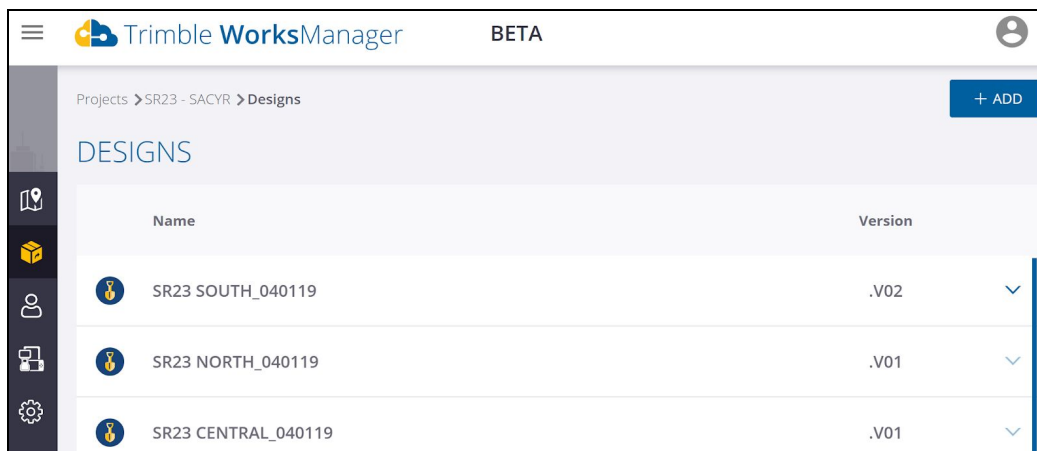 Trimble WorksManager BETA
Projects > SR23 - SACYR > Designs
+ ADD
DESIGNS
Name Version
SR23 SOUTH_040119 .V02
SR23 NORTH_040119 .V01
SR23 CENTRAL_040119 .V01